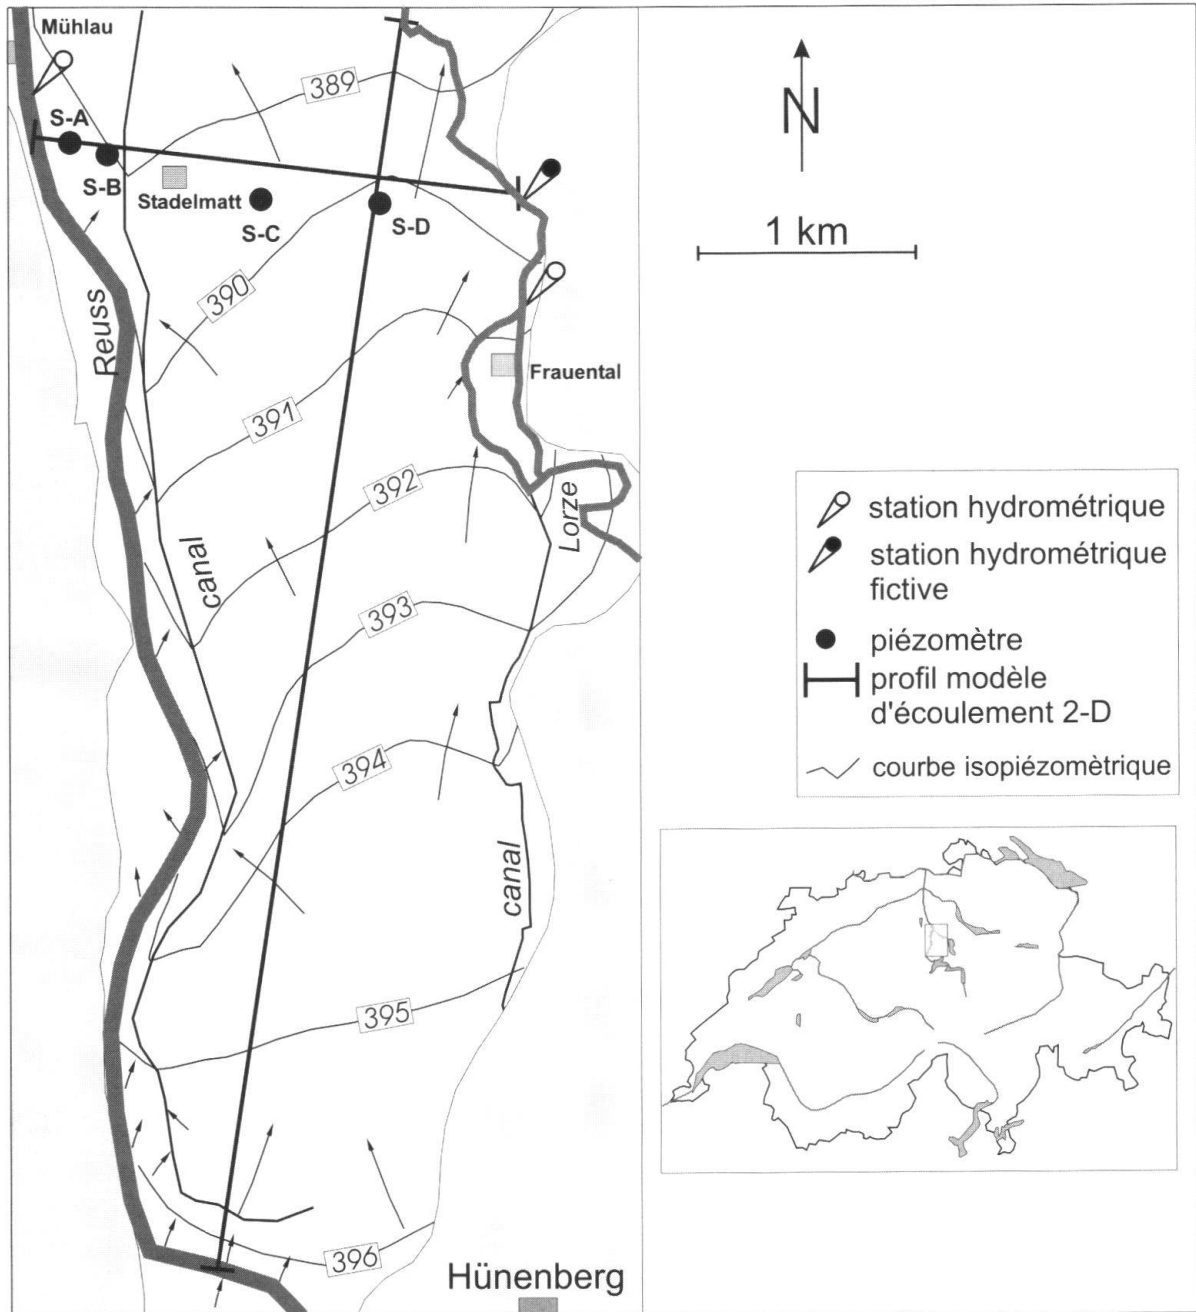 Mühlau
389
N
S-A
S-B
Stadelmatt
S-C
S-D
1 km
390
Reuss
Frauental
391
392
canal
Lorze
station hydrométrique
station hydrométrique
fictive
393
piézomètre
profil modèle
d'écoulement 2-D
394
courbe isopiézomètrique
canal
395
396
Hünenberg